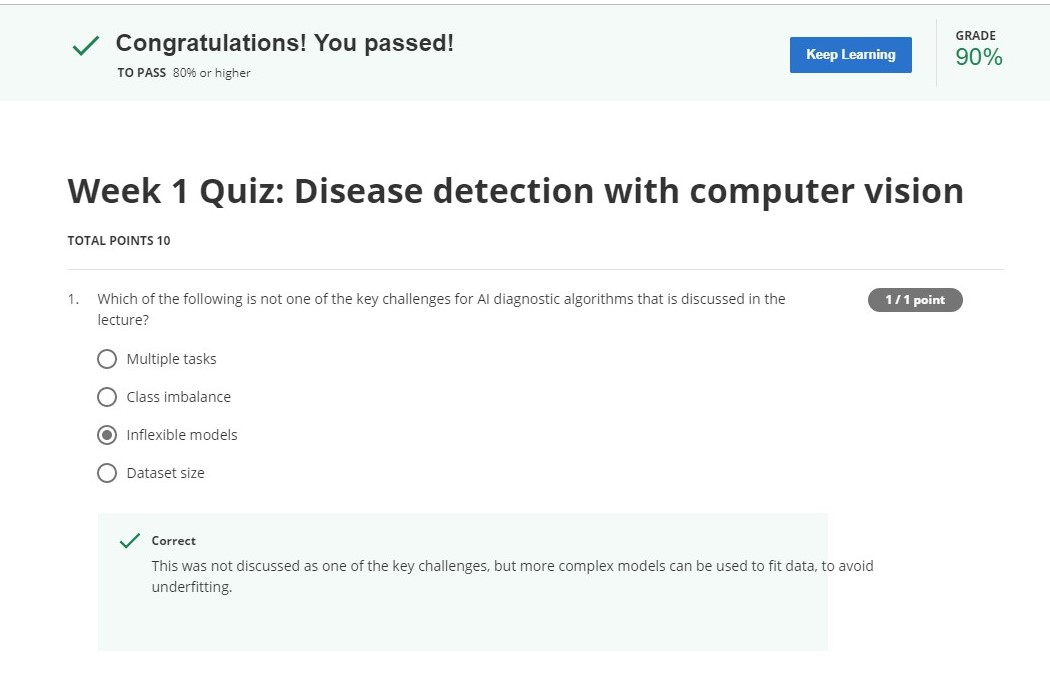 Congratulations! You passed!
TO PASS 80% or higher
Keep Learning
GRADE
90%
Week 1 Quiz: Disease detection with computer vision
TOTAL POINTS 10
1. Which of the following is not one of the key challenges for AI diagnostic algorithms that is discussed in the
lecture?
1 / 1 point
Multiple tasks
Class imbalance
Inflexible models
Dataset size
Correct
This was not discussed as one of the key challenges, but more complex models can be used to fit data, to avoid
underfitting.